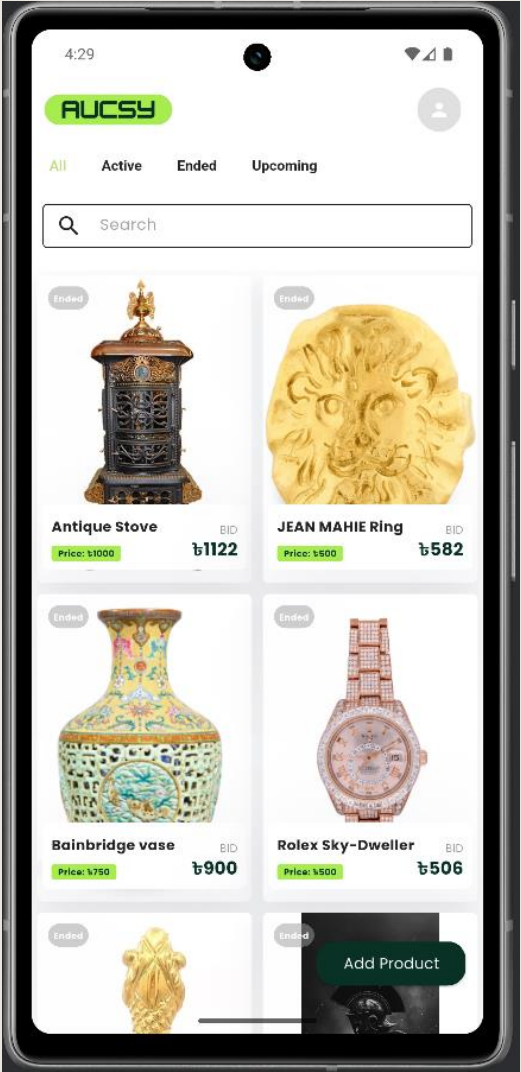 4:29
AUCSY
All Active Ended Upcoming
Search
Ended Ended
Antique Stove BID
Price: ৳1000 ৳1122
JEAN MAHIE Ring BID
Price: ৳500 ৳582
Ended Ended
Bainbridge vase BID
Price: ৳750 ৳900
Rolex Sky-Dweller BID
Price: ৳500 ৳506
Ended Ended
Add Product